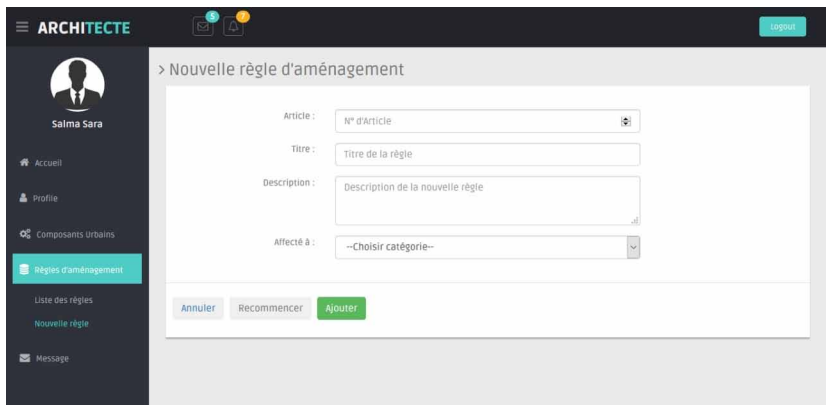 ARCHITECTE
5
7
Logout
Salma Sara
Accueil
Profile
Composants Urbains
Règles d'aménagement
Liste des règles
Nouvelle règle
Message
> Nouvelle règle d'aménagement
Article :
N° d'Article
Titre :
Titre de la règle
Description :
Description de la nouvelle règle
Affecté à :
--Choisir catégorie--
Annuler
Recommencer
Ajouter